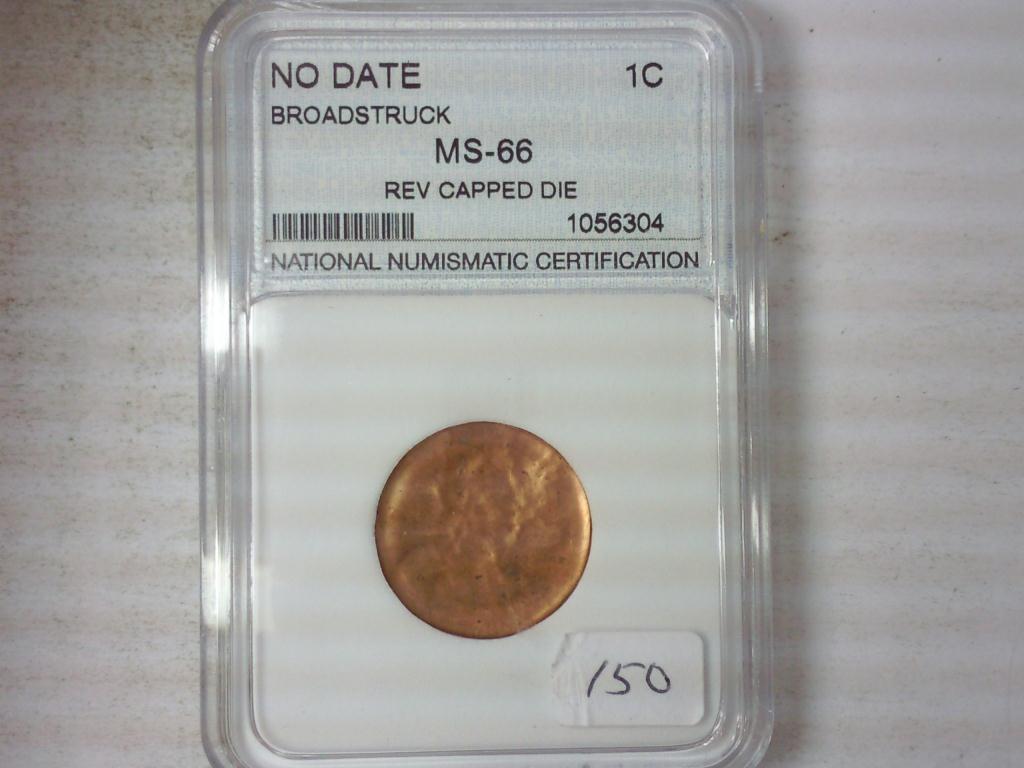 NO DATE 1C
BROADSTRUCK
MS-66
REV CAPPED DIE
1056304
NATIONAL NUMISMATIC CERTIFICATION
150